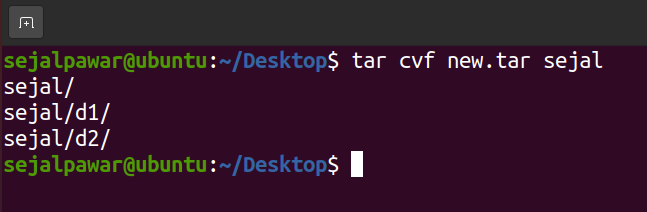 sejalpawar@ubuntu:~/Desktop$ tar cvf new.tar sejal
sejal/
sejal/d1/
sejal/d2/
sejalpawar@ubuntu:~/Desktop$